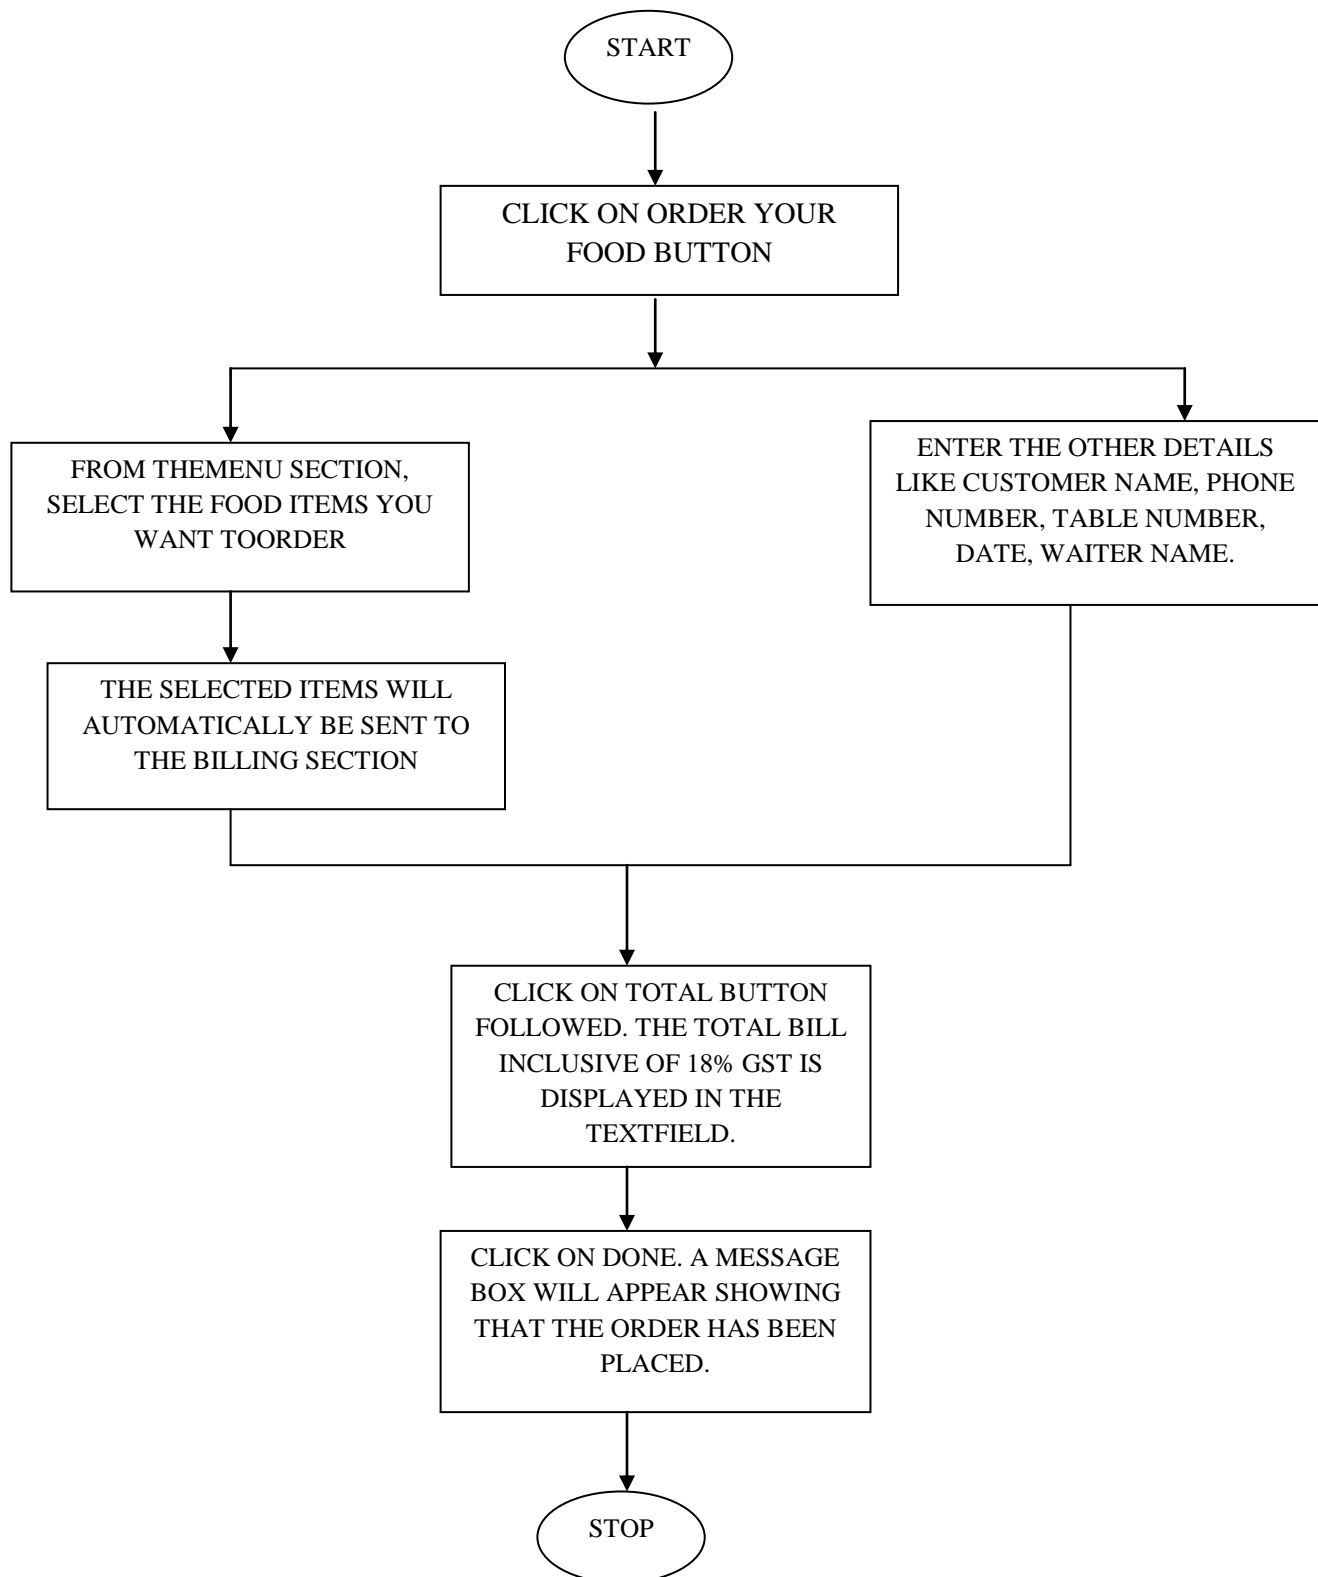 START
CLICK ON ORDER YOUR
FOOD BUTTON
FROM THEMENU SECTION,
SELECT THE FOOD ITEMS YOU
WANT TOORDER
ENTER THE OTHER DETAILS
LIKE CUSTOMER NAME, PHONE
NUMBER, TABLE NUMBER,
DATE, WAITER NAME.
THE SELECTED ITEMS WILL
AUTOMATICALLY BE SENT TO
THE BILLING SECTION
CLICK ON TOTAL BUTTON
FOLLOWED. THE TOTAL BILL
INCLUSIVE OF 18% GST IS
DISPLAYED IN THE
TEXTFIELD.
CLICK ON DONE. A MESSAGE
BOX WILL APPEAR SHOWING
THAT THE ORDER HAS BEEN
PLACED.
STOP